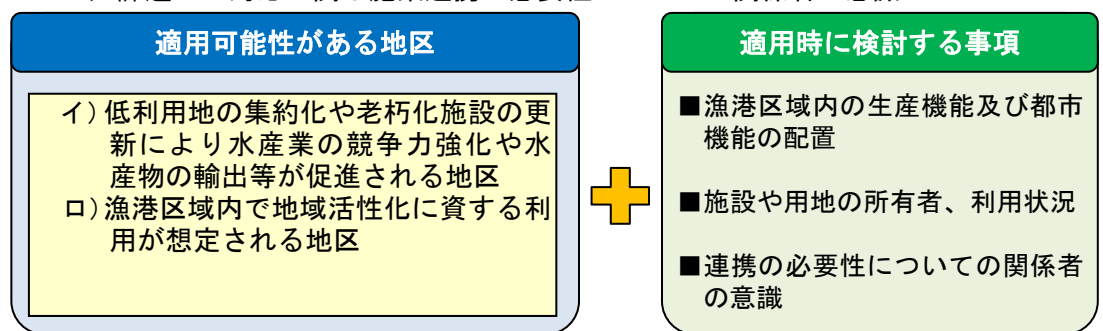 適用可能性がある地区
イ)低利用地の集約化や老朽化施設の更
新により水産業の競争力強化や水
産物の輸出等が促進される地区
ロ)漁港区域内で地域活性化に資する利
用が想定される地区
適用時に検討する事項
■漁港区域内の生産機能及び都市
機能の配置
■施設や用地の所有者、利用状況
■連携の必要性についての関係者
の意識